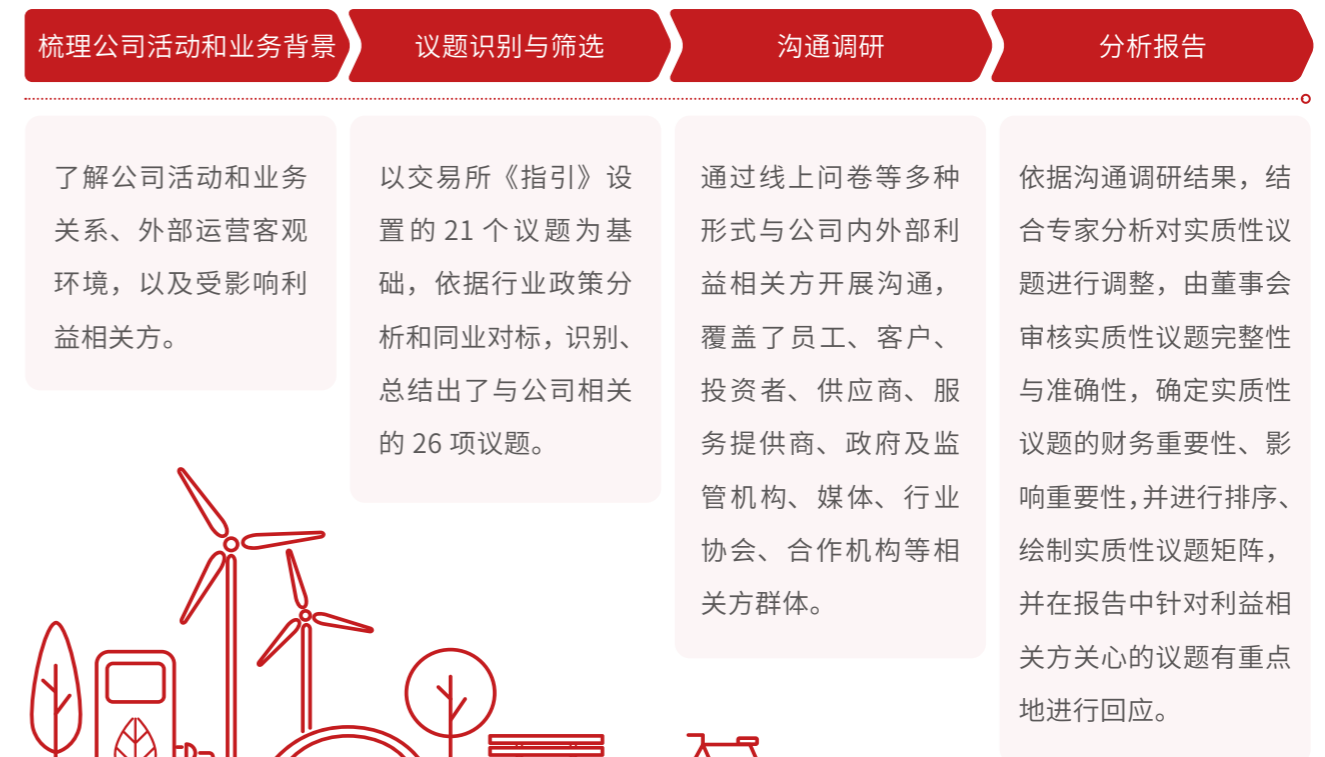 梳理公司活动和业务背景
议题识别与筛选
沟通调研
分析报告
了解公司活动和业务
关系、外部运营客观
环境，以及受影响利
益相关方。
以交易所《指引》设
置的 21 个议题为基
础，依据行业政策分
析和同业对标，识别、
总结出了与公司相关
的 26 项议题。
通过线上问卷等多种
形式与公司内外部利
益相关方开展沟通，
覆盖了员工、客户、
投资者、供应商、服
务提供商、政府及监
管机构、媒体、行业
协会、合作机构等相
关方群体。
依据沟通调研结果，结
合专家分析对实质性议
题进行调整，由董事会
审核实质性议题完整性
与准确性，确定实质性
议题的财务重要性、影
响重要性，并进行排序、
绘制实质性议题矩阵，
并在报告中针对利益相
关方关心的议题有重点
地进行回应。